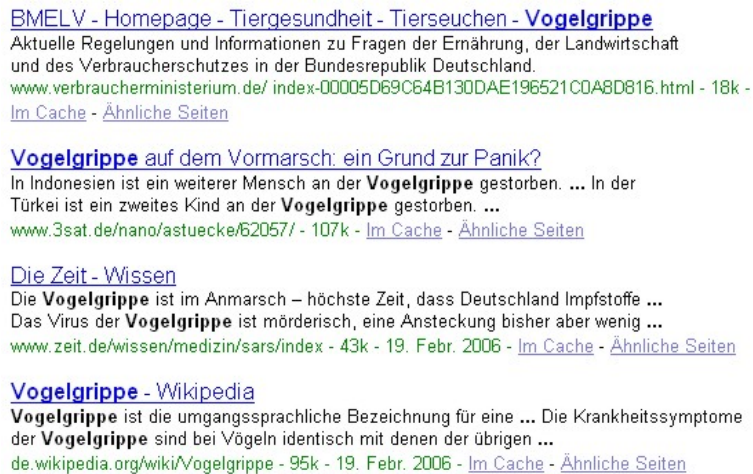 BMELV - Homepage - Tiergesundheit - Tierseuchen - Vogelgrippe
Aktuelle Regelungen und Informationen zu Fragen der Ernährung, der Landwirtschaft
und des Verbraucherschutzes in der Bundesrepublik Deutschland.
www.verbraucherministerium.de/ index-00005D69C64B130DAE196521C0A8D816.html - 18k -
Im Cache - Ähnliche Seiten
Vogelgrippe auf dem Vormarsch: ein Grund zur Panik?
In Indonesien ist ein weiterer Mensch an der Vogelgrippe gestorben. ... In der
Türkei ist ein zweites Kind an der Vogelgrippe gestorben. ...
www.3sat.de/nano/astuecke/62057/ - 107k - Im Cache - Ähnliche Seiten
Die Zeit - Wissen
Die Vogelgrippe ist im Anmarsch – höchste Zeit, dass Deutschland Impfstoffe ...
Das Virus der Vogelgrippe ist mörderisch, eine Ansteckung bisher aber wenig ...
www.zeit.de/wissen/medizin/sars/index - 43k - 19. Febr. 2006 - Im Cache - Ähnliche Seiten
Vogelgrippe - Wikipedia
Vogelgrippe ist die umgangssprachliche Bezeichnung für eine ... Die Krankheitssymptome
der Vogelgrippe sind bei Vögeln identisch mit denen der übrigen ...
de.wikipedia.org/wiki/Vogelgrippe - 95k - 19. Febr. 2006 - Im Cache - Ähnliche Seiten